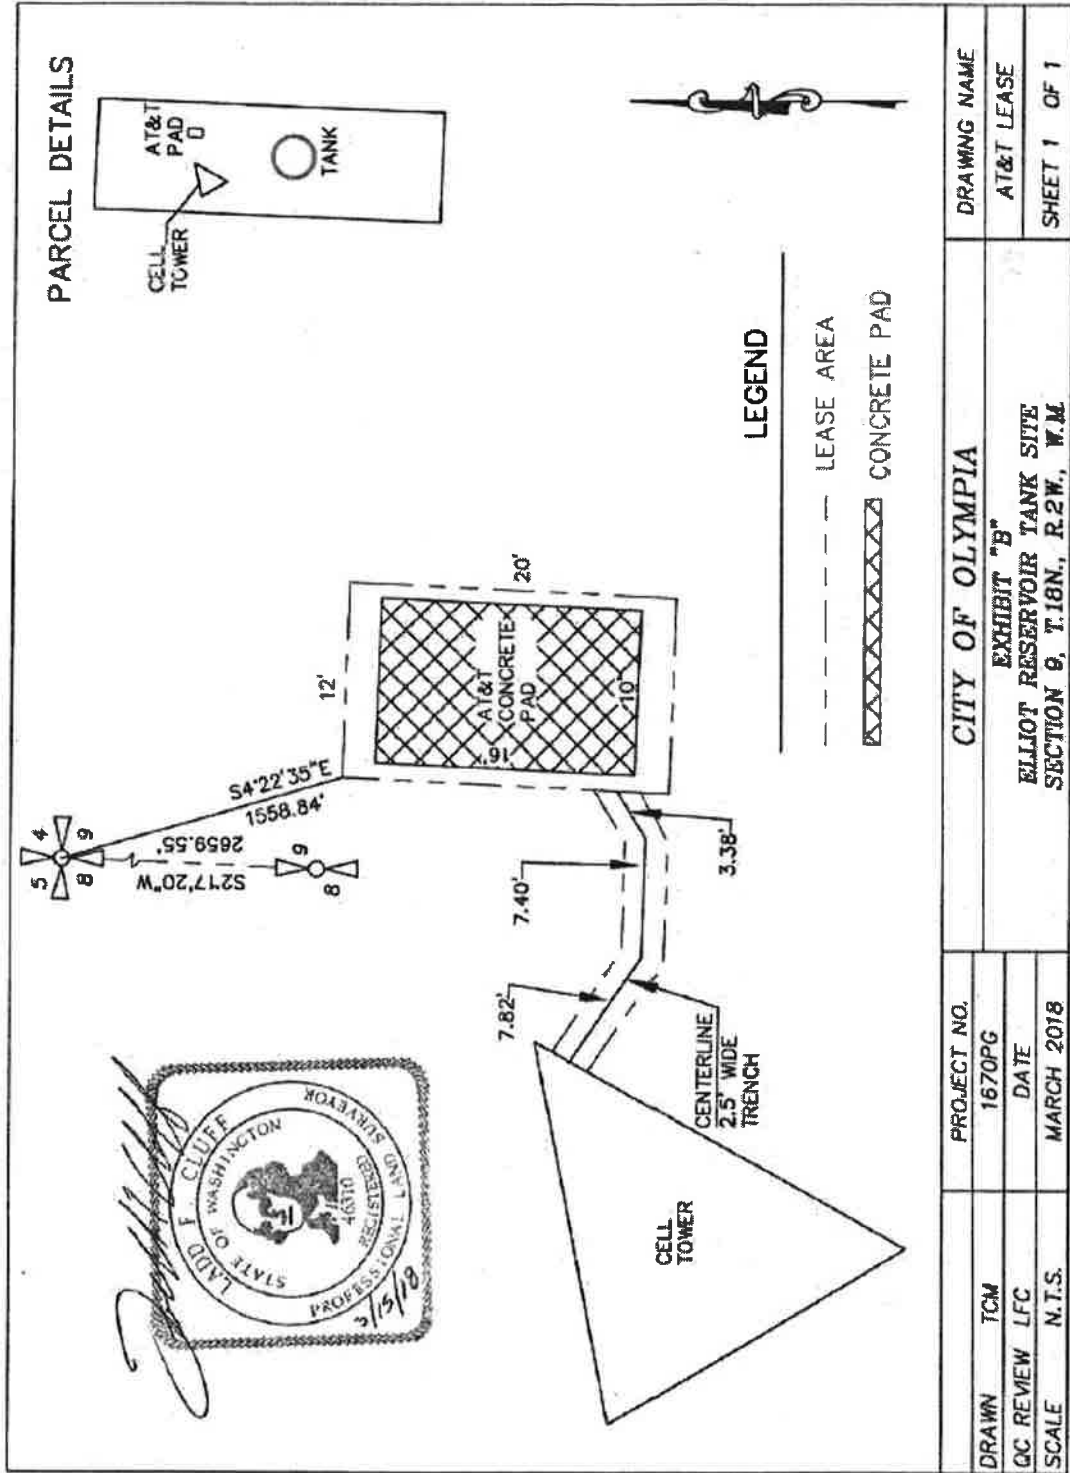 PARCEL DETAILS
AT&T
PAD
CELL
TOWER
TANK
5 4
8 9
S4°22'35"E
1558.84'
S2°17'20"W
2659.55'
9
8
12'
20'
AT&T
CONCRETE
PAD
16'
10'
7.82'
7.40'
3.38'
CENTERLINE
2.5' WIDE
TRENCH
CELL
TOWER
LADD F. CLUFF
STATE OF WASHINGTON
46310
REGISTERED
PROFESSIONAL LAND SURVEYOR
3/15/18
LEGEND
LEASE AREA
CONCRETE PAD
DRAWN TCM
QC REVIEW LFC
SCALE N.T.S.
PROJECT NO.
1670PG
DATE
MARCH 2018
CITY OF OLYMPIA
EXHIBIT "B"
ELLIOT RESERVOIR TANK SITE
SECTION 9, T.18N., R.2W., W.M.
DRAWING NAME
AT&T LEASE
SHEET 1 OF 1